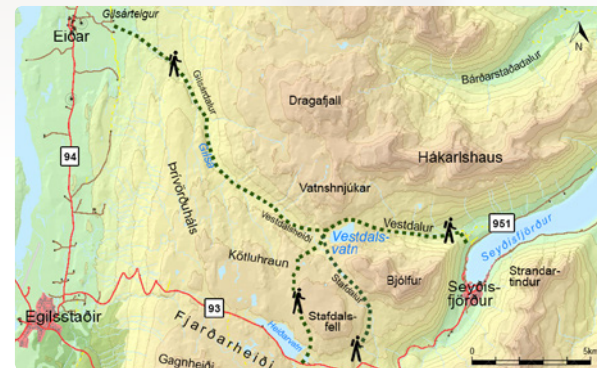 Gilsárteigur
Eiðar
N
Bárðarstaðadalur
Gilsárdalur
Dragafjall
Hákarlshaus
94
Gilsá
Þrívörðuháls
Vatnshnjúkar
951
Vestdalur
Vestdalsheiði
Vestdals-
vatn
Seyðisfjörður
Kötluhraun
Bjólfur
Strandar-
tindur
Stafdalur
Seyðis-
fjörður
93
Stafdals-
fell
Egilsstaðir
Fjarðarheiði
Heiðarvatn
Gagnheiði
0
5km